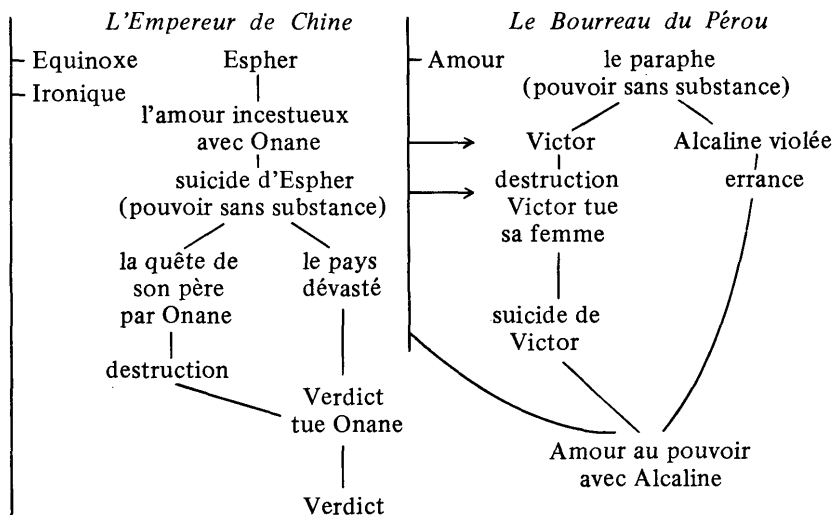 L'Empereur de Chine
Equinoxe
Ironique
Espher
l'amour incestueux
avec Onane
suicide d'Espher
(pouvoir sans substance)
la quête de
son père
par Onane
le pays
dévasté
destruction
Verdict
tue Onane
Verdict
Le Bourreau du Pérou
Amour
le paraphe
(pouvoir sans substance)
Victor
Alcaline violée
destruction
Victor tue
sa femme
errance
suicide de
Victor
Amour au pouvoir
avec Alcaline